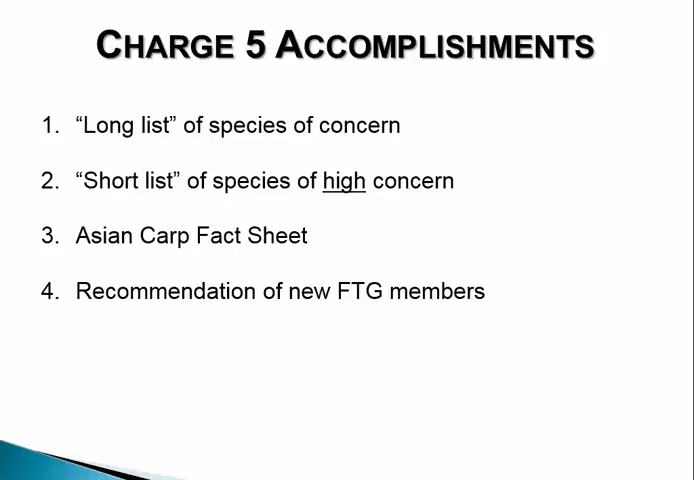 CHARGE 5 ACCOMPLISHMENTS
1. “Long list” of species of concern
2. “Short list” of species of high concern
3. Asian Carp Fact Sheet
4. Recommendation of new FTG members